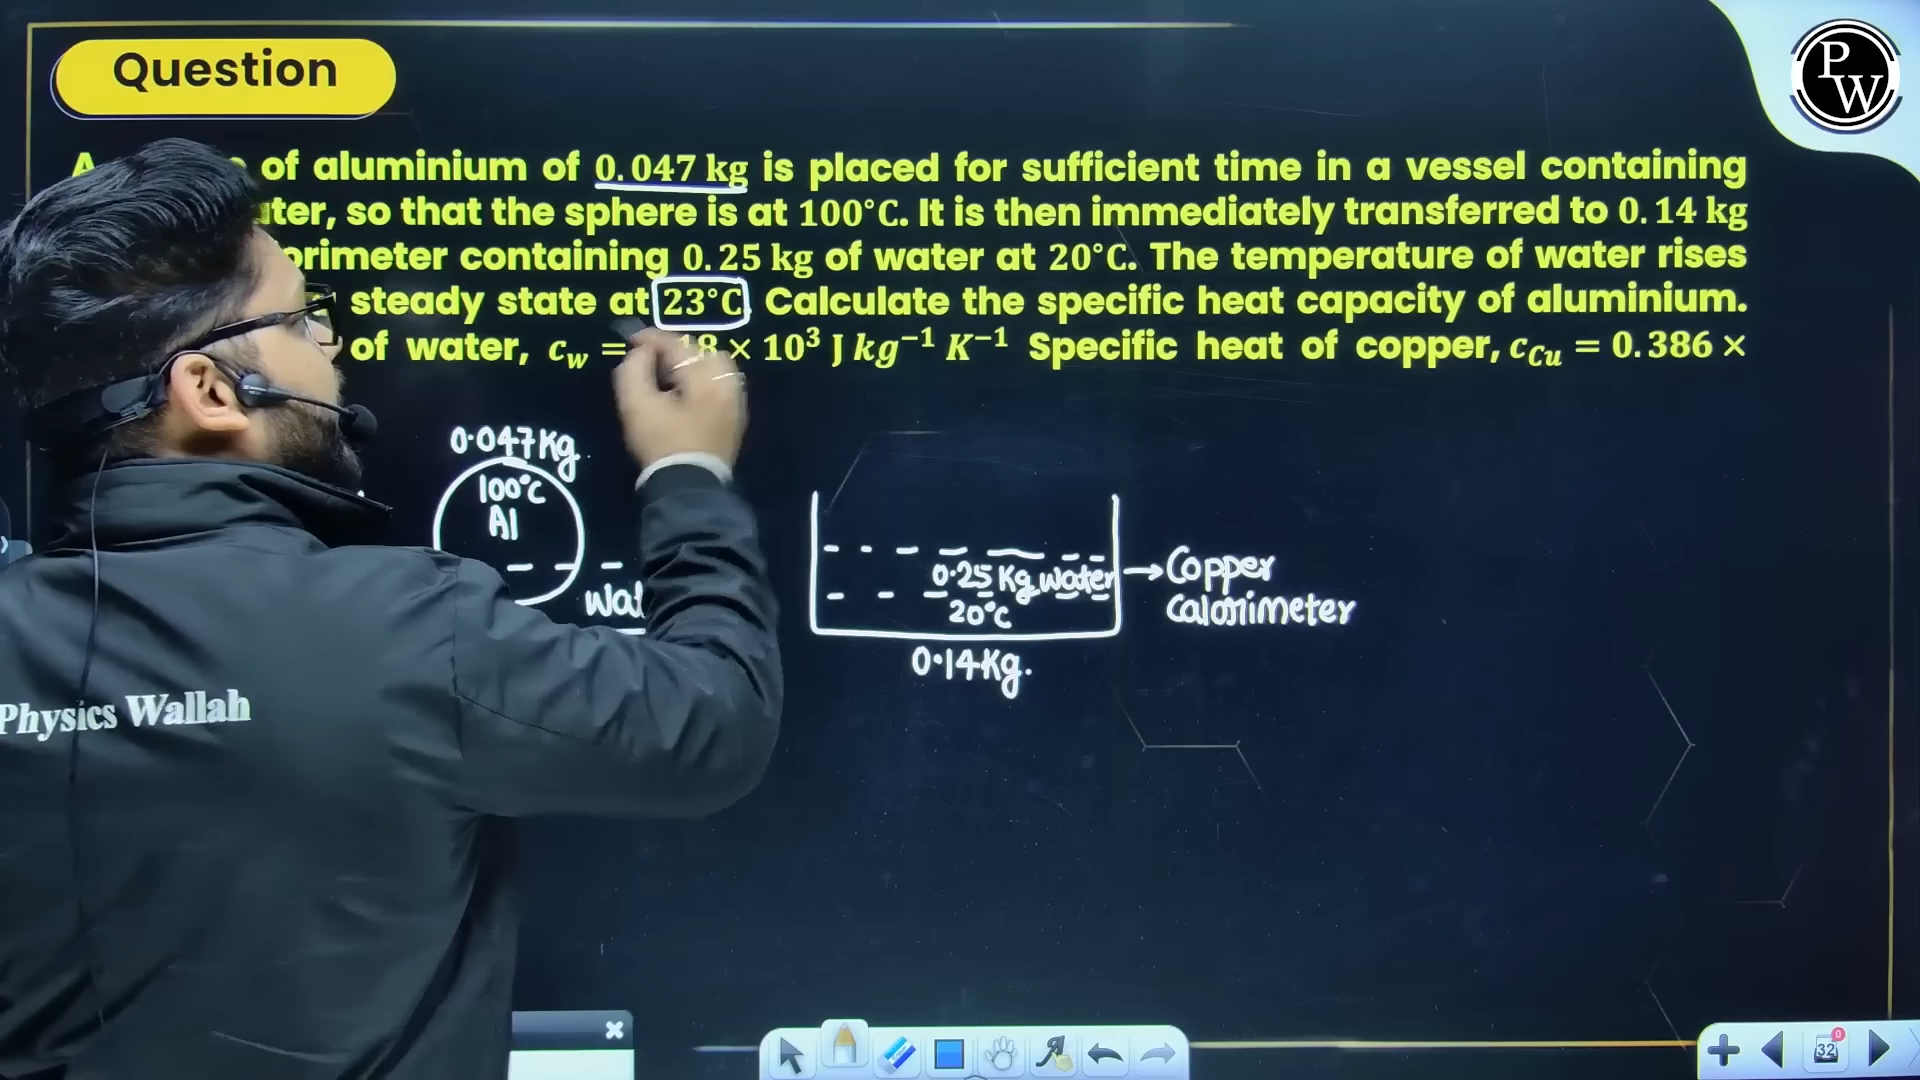 Question
PW
of aluminium of 0.047 kg is placed for sufficient time in a vessel containing
so that the sphere is at 100°C. It is then immediately transferred to 0.14 kg
containing 0.25 kg of water at 20°C. The temperature of water rises
steady state at 23°C. Calculate the specific heat capacity of aluminium.
of water, c_w = 18 × 10³ J kg⁻¹ K⁻¹ Specific heat of copper, c_Cu = 0.386 ×
0.047 Kg.
100°C
Al
0.25 Kg water
20°C
0.14 Kg.
→ Copper
Calorimeter
Physics Wallah
32
0